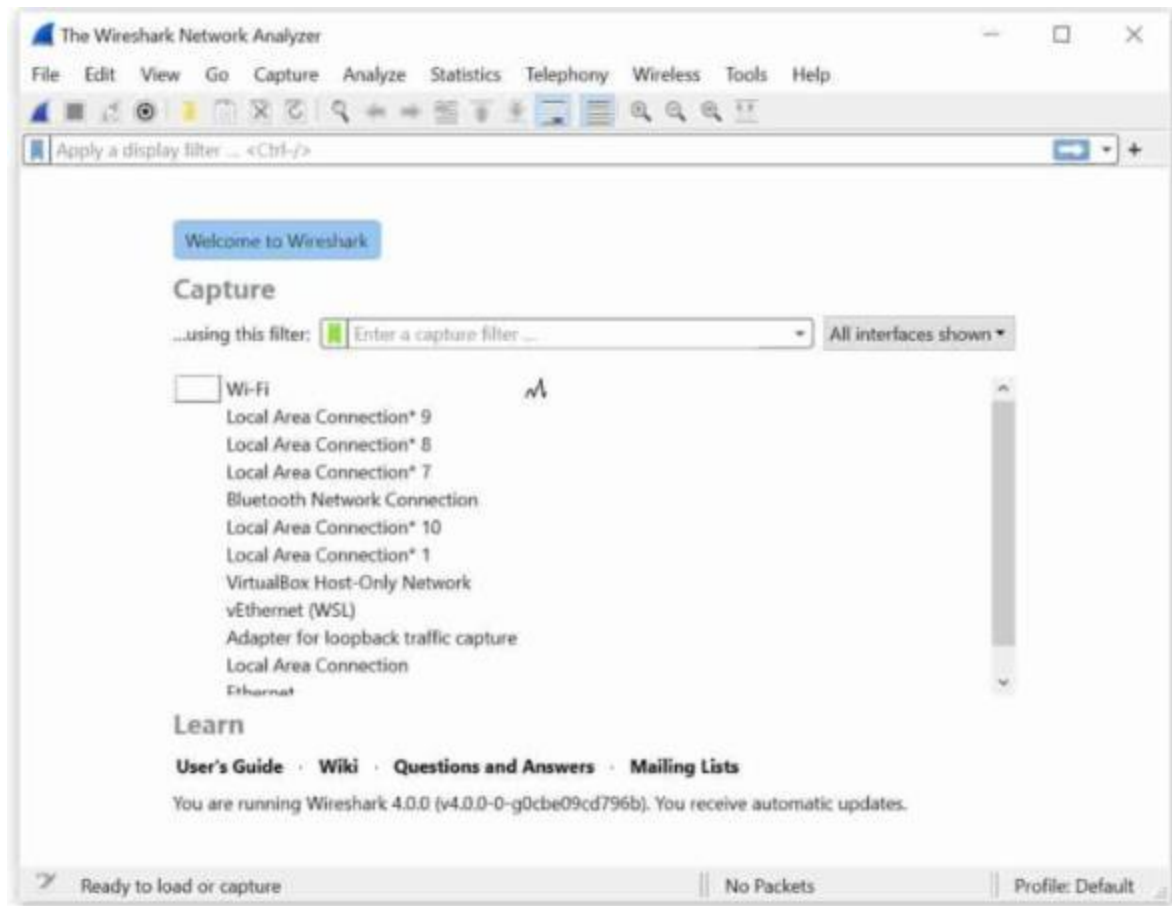 The Wireshark Network Analyzer
File Edit View Go Capture Analyze Statistics Telephony Wireless Tools Help
Apply a display filter ... <Ctrl-/>
Welcome to Wireshark
Capture
...using this filter: Enter a capture filter ... All interfaces shown
Wi-Fi
Local Area Connection* 9
Local Area Connection* 8
Local Area Connection* 7
Bluetooth Network Connection
Local Area Connection* 10
Local Area Connection* 1
VirtualBox Host-Only Network
vEthernet (WSL)
Adapter for loopback traffic capture
Local Area Connection
Ethernet
Learn
User's Guide · Wiki · Questions and Answers · Mailing Lists
You are running Wireshark 4.0.0 (v4.0.0-0-g0cbe09cd796b). You receive automatic updates.
Ready to load or capture No Packets Profile: Default